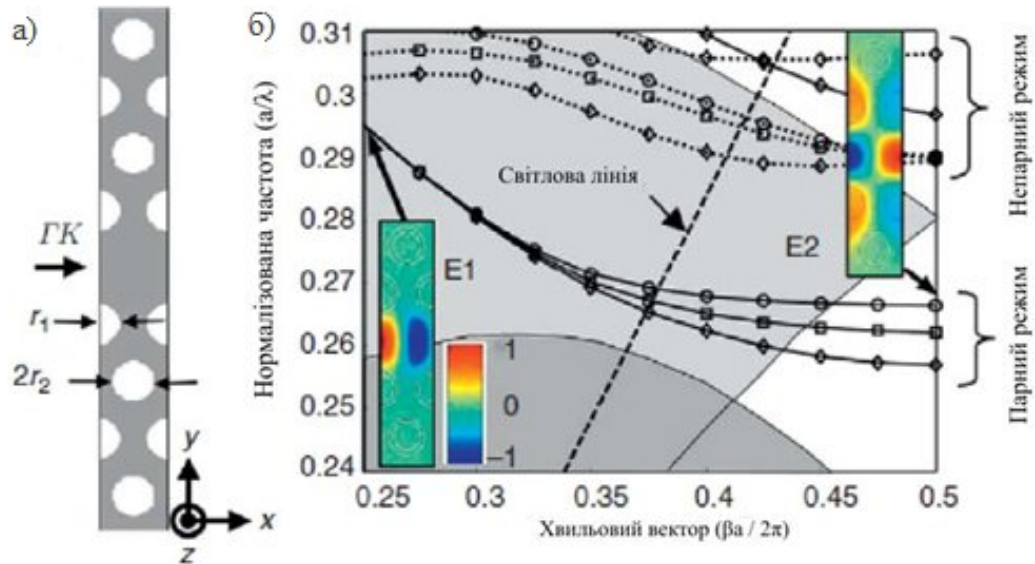 а)
ГК
r1
2r2
y
x
z
б)
Нормалізована частота (a/λ)
0.31
0.3
0.29
0.28
0.27
0.26
0.25
0.24
Світлова лінія
E1
E2
1
0
−1
0.25
0.3
0.35
0.4
0.45
0.5
Хвильовий вектор (βa / 2π)
Непарний режим
Парний режим